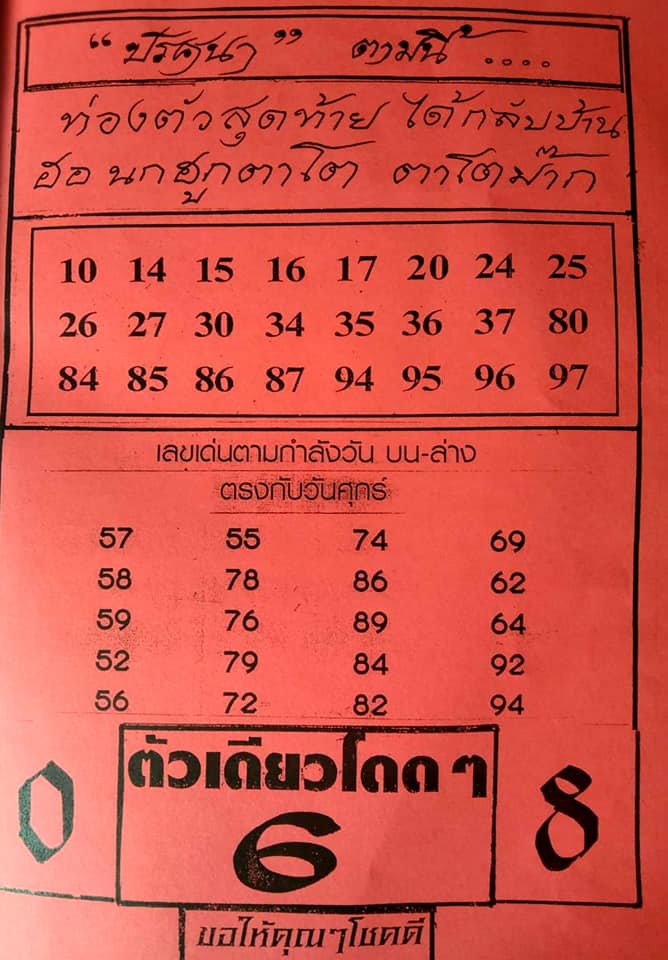 “ปริศนา” ตามนี้ ....
ท่องตัวสุดท้าย ได้กลับบ้าน
ฮอ นกฮูกตาโต ตาโตม๊าก
10 14 15 16 17 20 24 25
26 27 30 34 35 36 37 80
84 85 86 87 94 95 96 97
เลขเด่นตามกำลังวัน บน-ล่าง
ตรงกับวันศุกร์
57 55 74 69
58 78 86 62
59 76 89 64
52 79 84 92
56 72 82 94
ตัวเดียวโดด ๆ
0 6 8
ขอให้คุณๆโชคดี